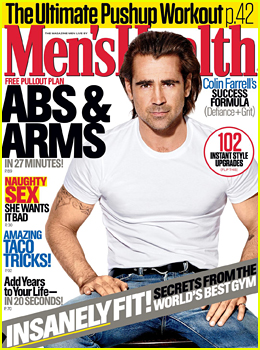 The Ultimate Pushup Workout p.42
THE MAGAZINE MEN LIVE BY
Men'sHealth
FREE PULLOUT PLAN
ABS &
ARMS
IN 27 MINUTES!
Colin Farrell's
SUCCESS
FORMULA
(Defiance + Grit)
102
INSTANT STYLE
UPGRADES
NAUGHTY
SEX
SHE WANTS
IT BAD
AMAZING
TACO
TRICKS!
Add Years
to Your Life—
IN 20 SECONDS!
P.70
INSANELY FIT!
SECRETS FROM THE
WORLD'S BEST GYM